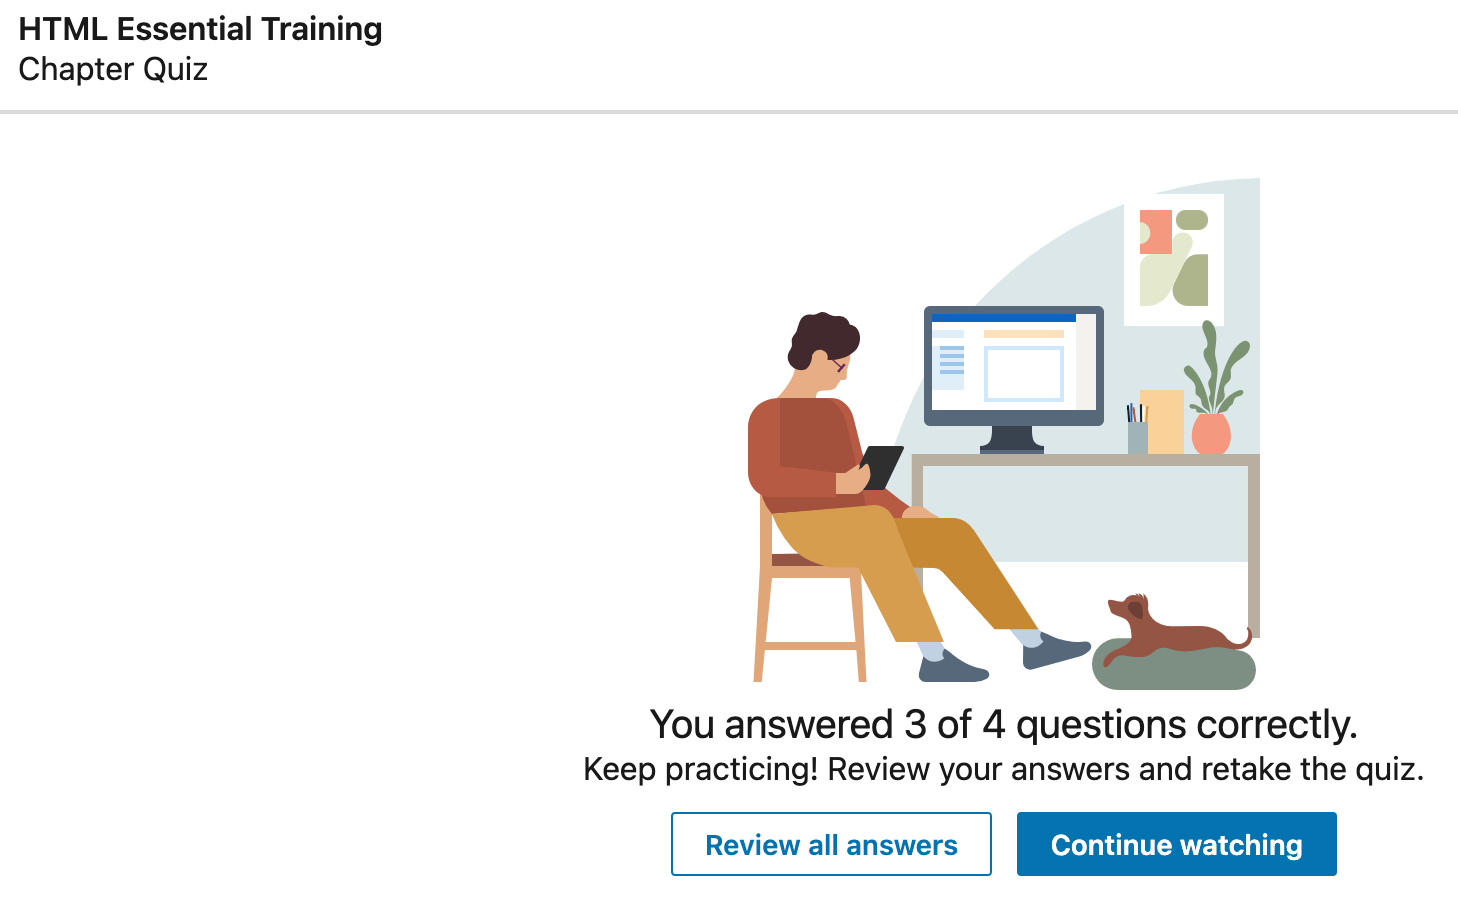 HTML Essential Training
Chapter Quiz
You answered 3 of 4 questions correctly.
Keep practicing! Review your answers and retake the quiz.
Review all answers
Continue watching